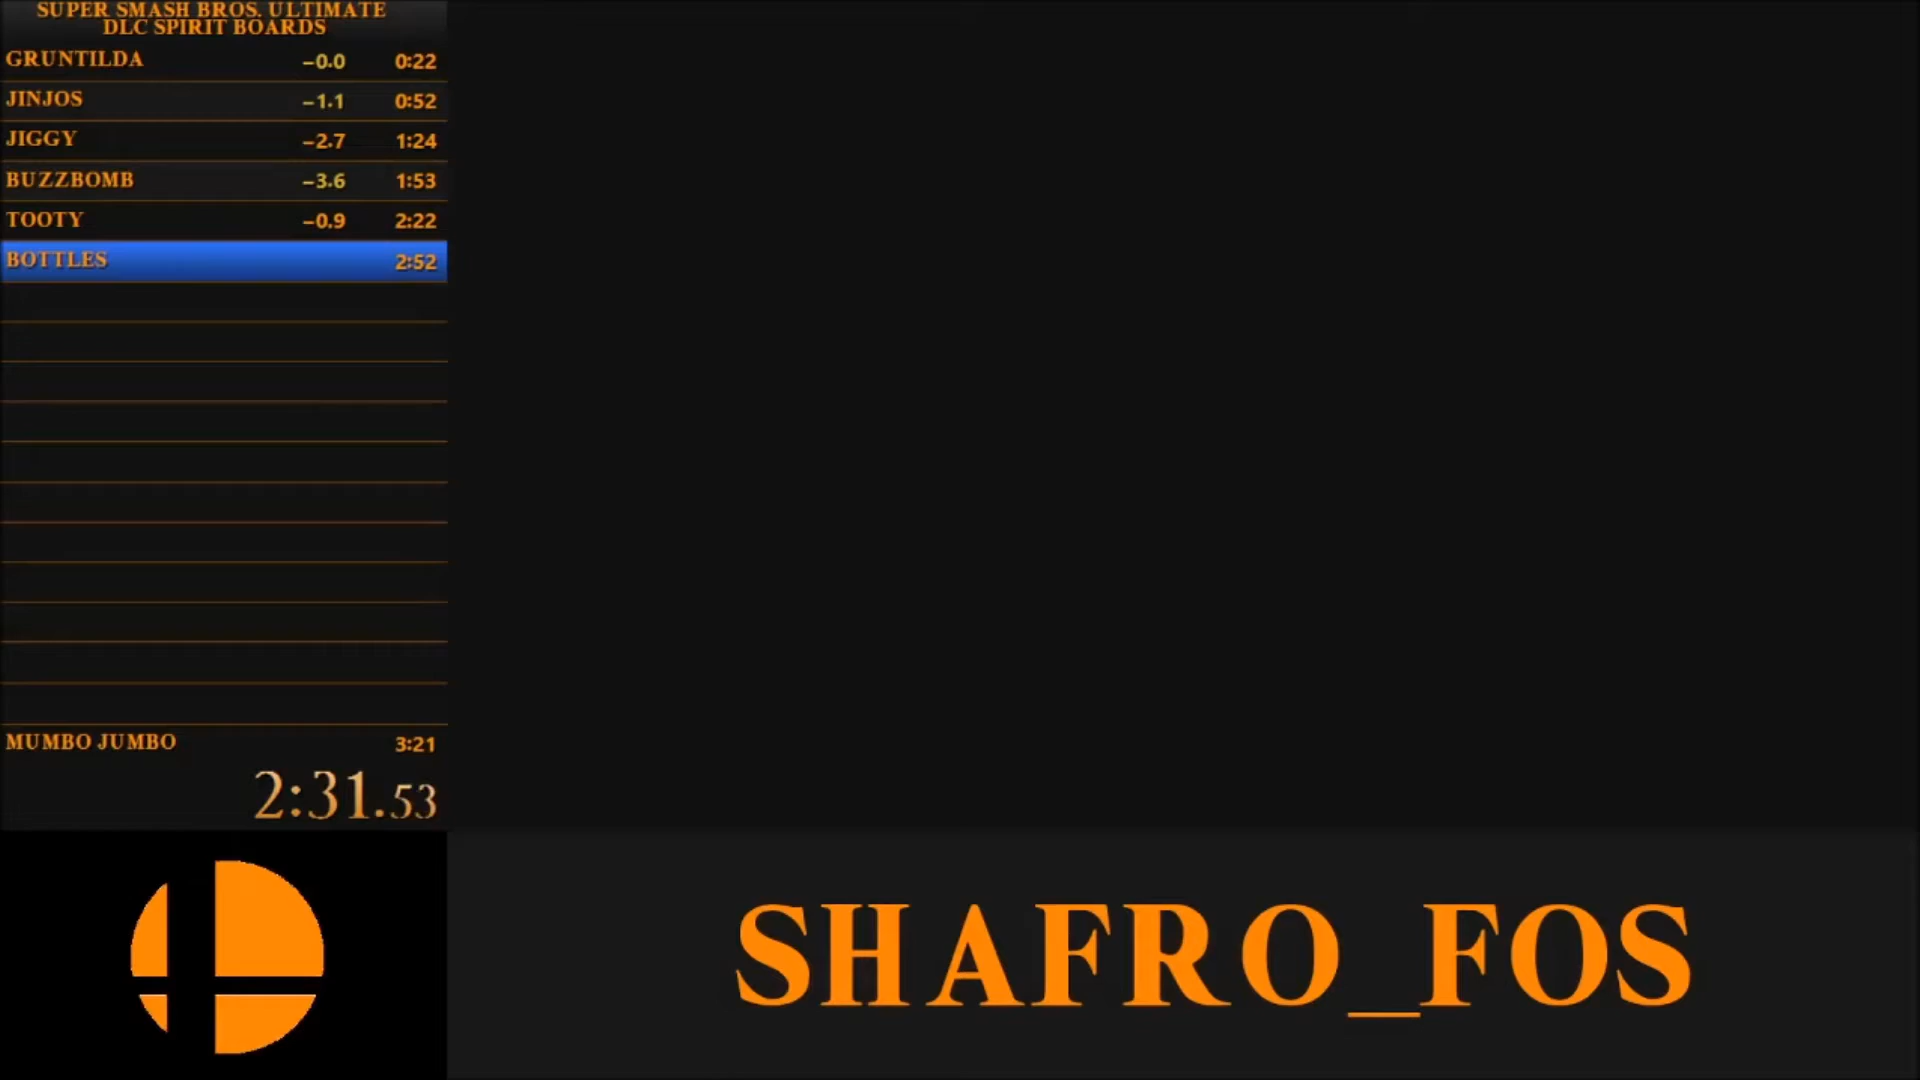 SUPER SMASH BROS. ULTIMATE
DLC SPIRIT BOARDS
GRUNTILDA −0.0 0:22
JINJOS −1.1 0:52
JIGGY −2.7 1:24
BUZZBOMB −3.6 1:53
TOOTY −0.9 2:22
BOTTLES 2:52
MUMBO JUMBO 3:21
2:31.53
SHAFRO_FOS